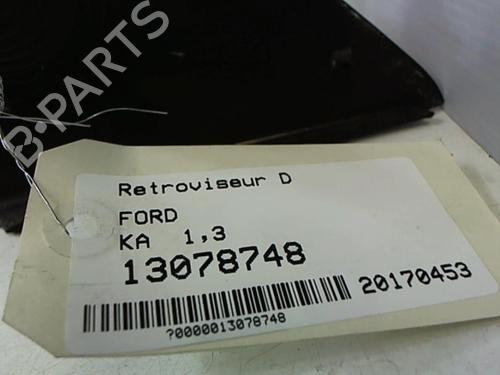 B-PARTS
Retroviseur D
FORD
KA 1,3
13078748
20170453
?0000013078748